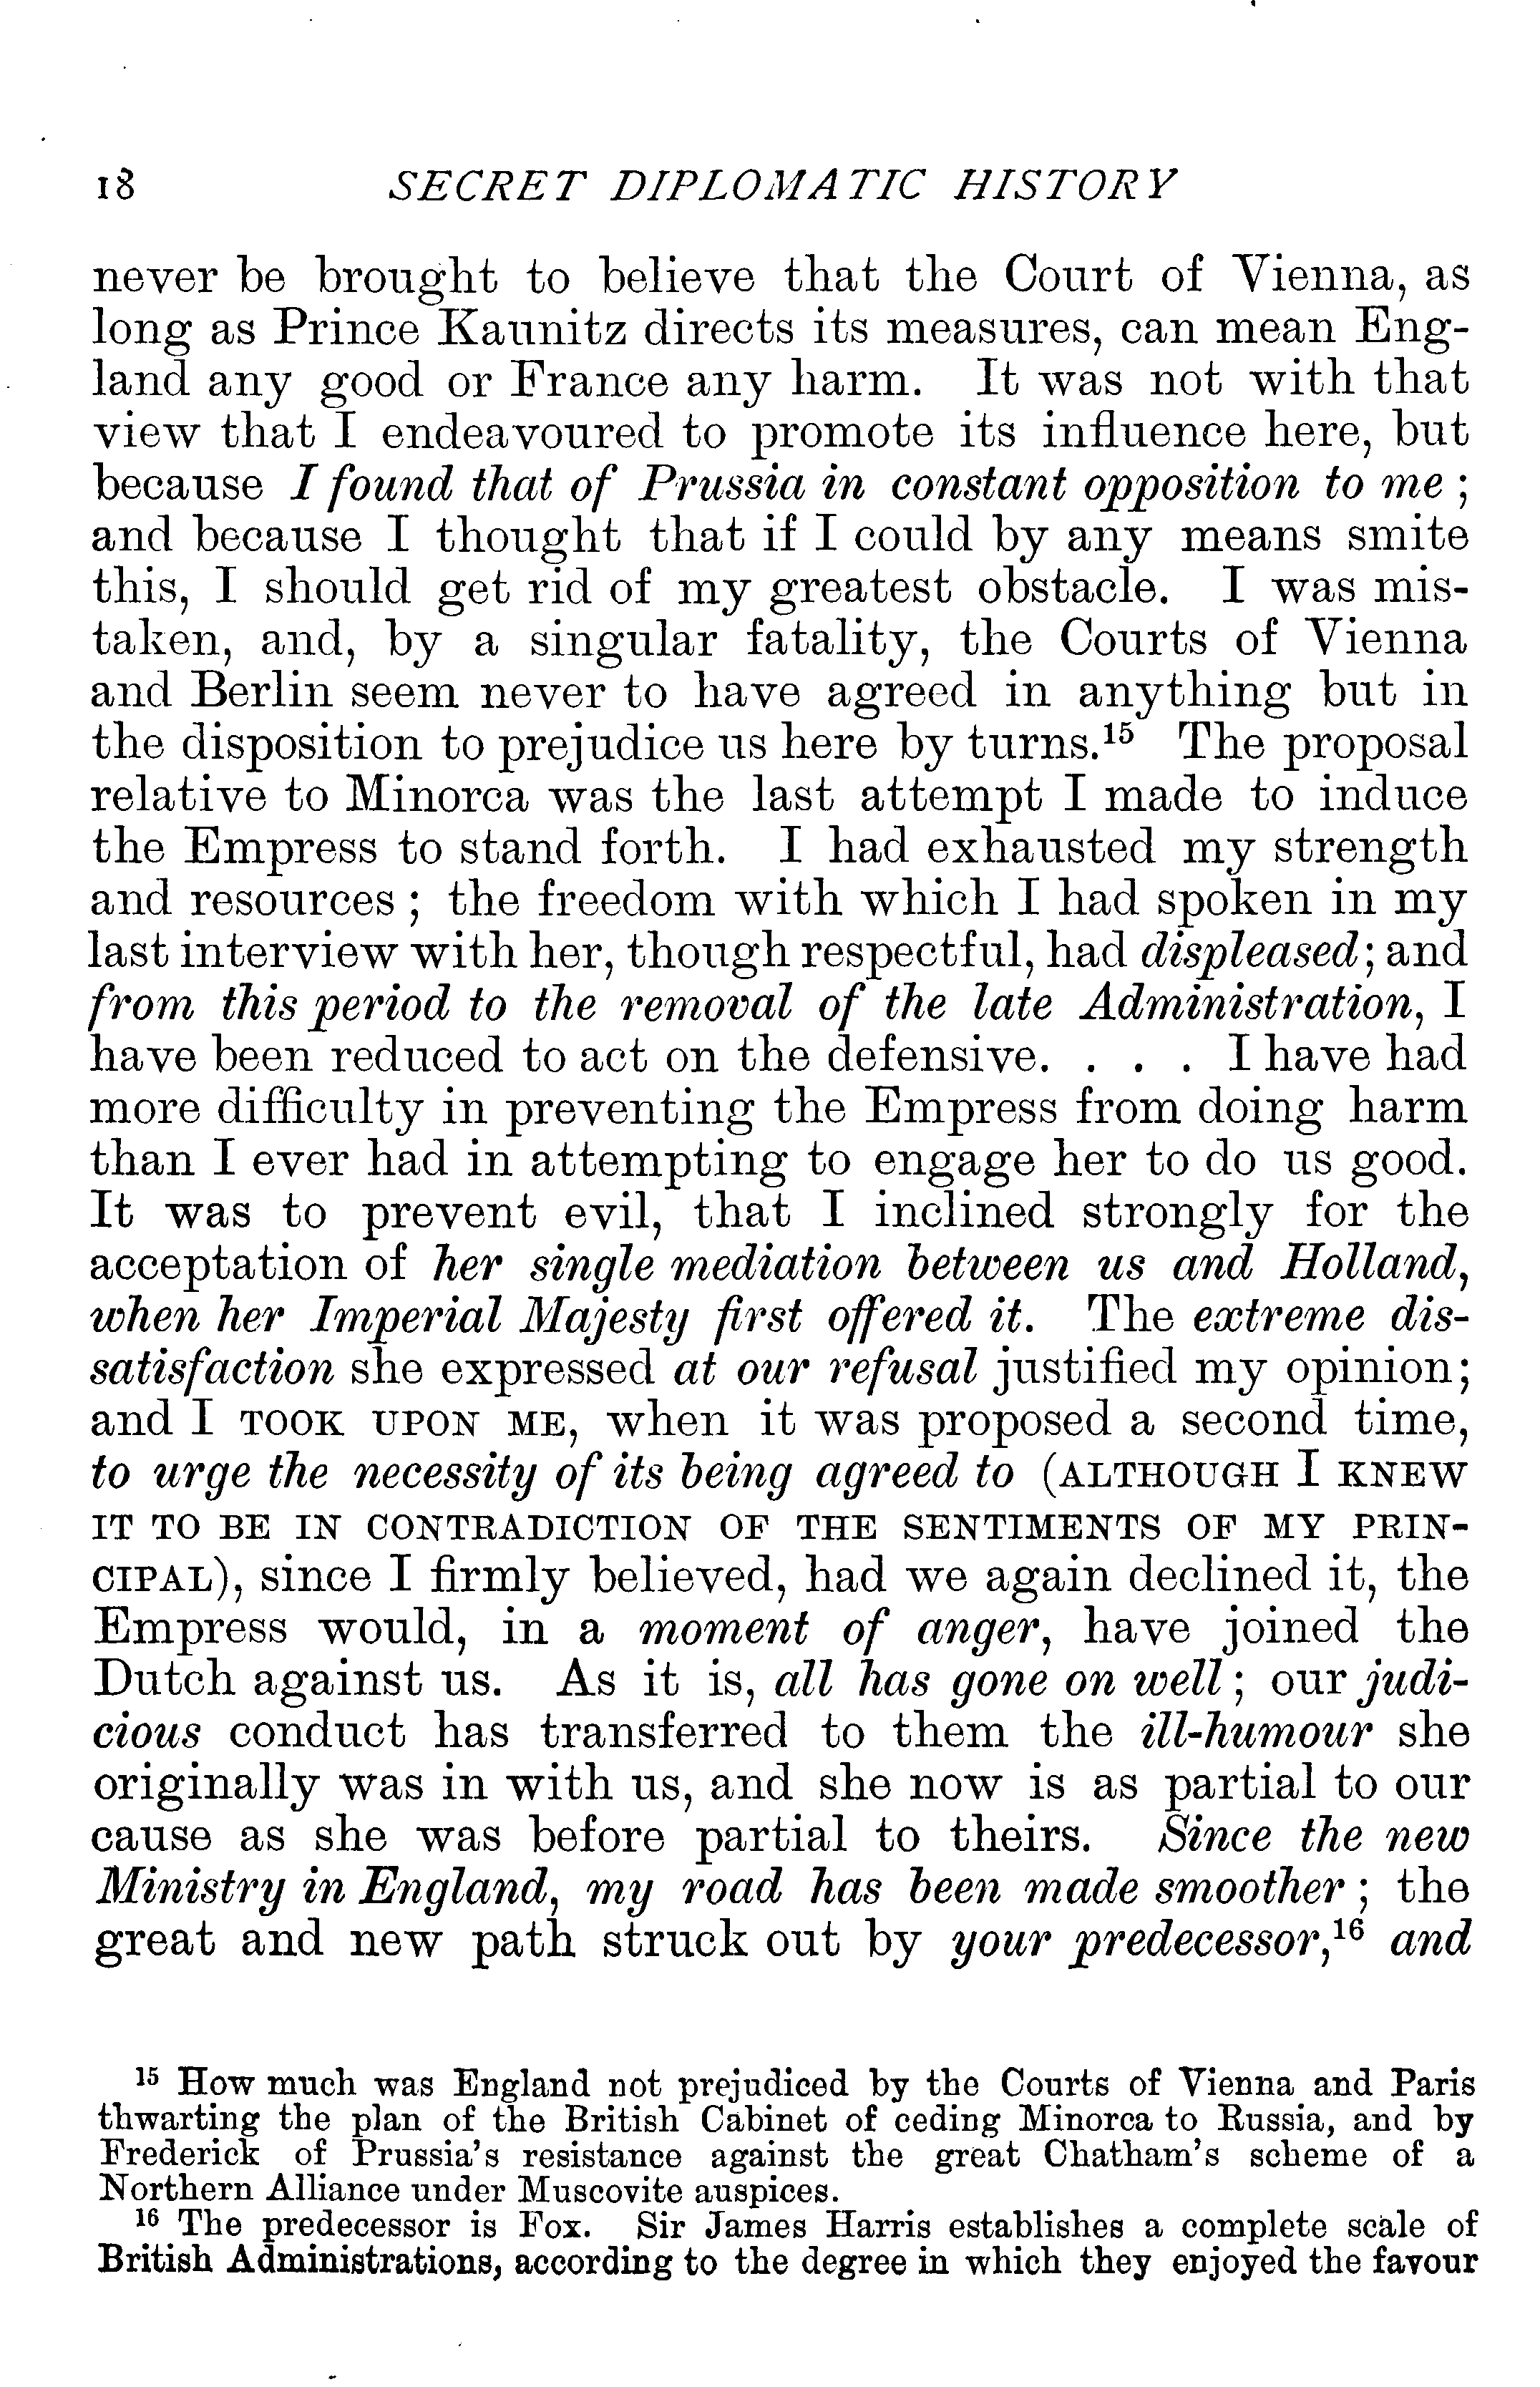 18 SECRET DIPLOMATIC HISTORY
never be brought to believe that the Court of Vienna, as
long as Prince Kaunitz directs its measures, can mean Eng-
land any good or France any harm. It was not with that
view that I endeavoured to promote its influence here, but
because I found that of Prussia in constant opposition to me ;
and because I thought that if I could by any means smite
this, I should get rid of my greatest obstacle. I was mis-
taken, and, by a singular fatality, the Courts of Vienna
and Berlin seem never to have agreed in anything but in
the disposition to prejudice us here by turns.¹⁵ The proposal
relative to Minorca was the last attempt I made to induce
the Empress to stand forth. I had exhausted my strength
and resources ; the freedom with which I had spoken in my
last interview with her, though respectful, had displeased; and
from this period to the removal of the late Administration, I
have been reduced to act on the defensive. . . . I have had
more difficulty in preventing the Empress from doing harm
than I ever had in attempting to engage her to do us good.
It was to prevent evil, that I inclined strongly for the
acceptation of her single mediation between us and Holland,
when her Imperial Majesty first offered it. The extreme dis-
satisfaction she expressed at our refusal justified my opinion;
and I TOOK UPON ME, when it was proposed a second time,
to urge the necessity of its being agreed to (ALTHOUGH I KNEW
IT TO BE IN CONTRADICTION OF THE SENTIMENTS OF MY PRIN-
CIPAL), since I firmly believed, had we again declined it, the
Empress would, in a moment of anger, have joined the
Dutch against us. As it is, all has gone on well ; our judi-
cious conduct has transferred to them the ill-humour she
originally was in with us, and she now is as partial to our
cause as she was before partial to theirs. Since the new
Ministry in England, my road has been made smoother ; the
great and new path struck out by your predecessor,¹⁶ and
¹⁵ How much was England not prejudiced by the Courts of Vienna and Paris
thwarting the plan of the British Cabinet of ceding Minorca to Russia, and by
Frederick of Prussia's resistance against the great Chatham's scheme of a
Northern Alliance under Muscovite auspices.
¹⁶ The predecessor is Fox. Sir James Harris establishes a complete scale of
British Administrations, according to the degree in which they enjoyed the favour